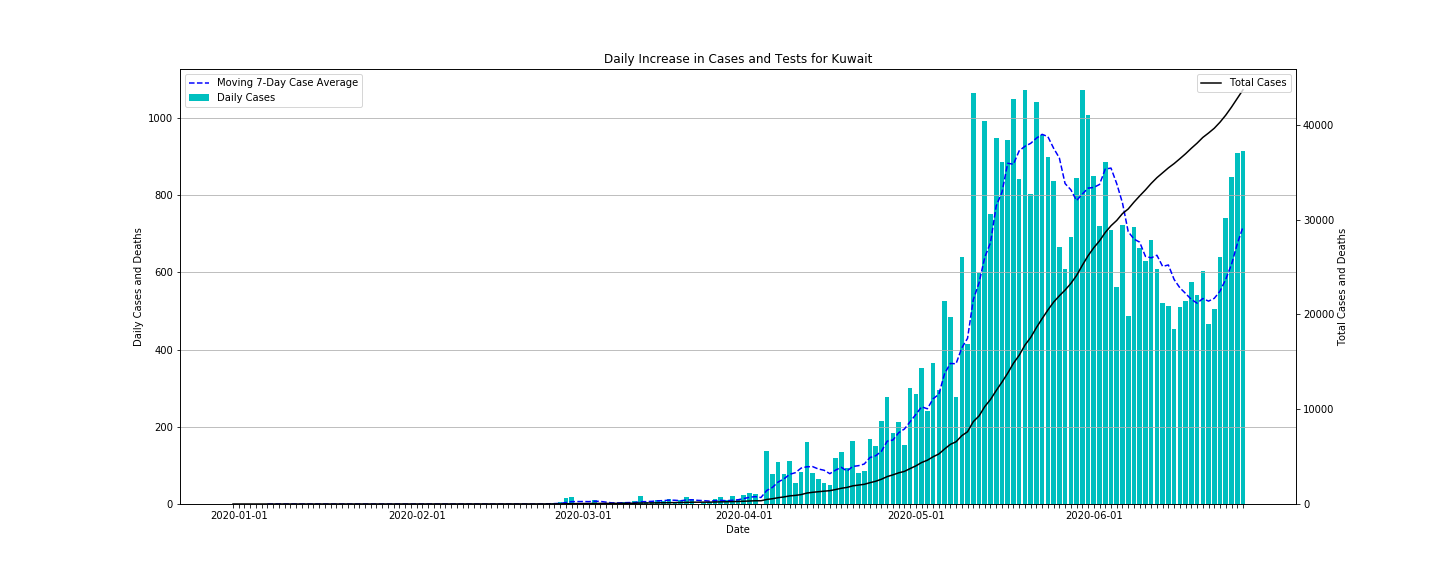 Daily Increase in Cases and Tests for Kuwait
Moving 7-Day Case Average
Daily Cases
Total Cases
1000
800
600
400
200
0
Daily Cases and Deaths
40000
30000
20000
10000
0
Total Cases and Deaths
2020-01-01
2020-02-01
2020-03-01
2020-04-01
2020-05-01
2020-06-01
Date